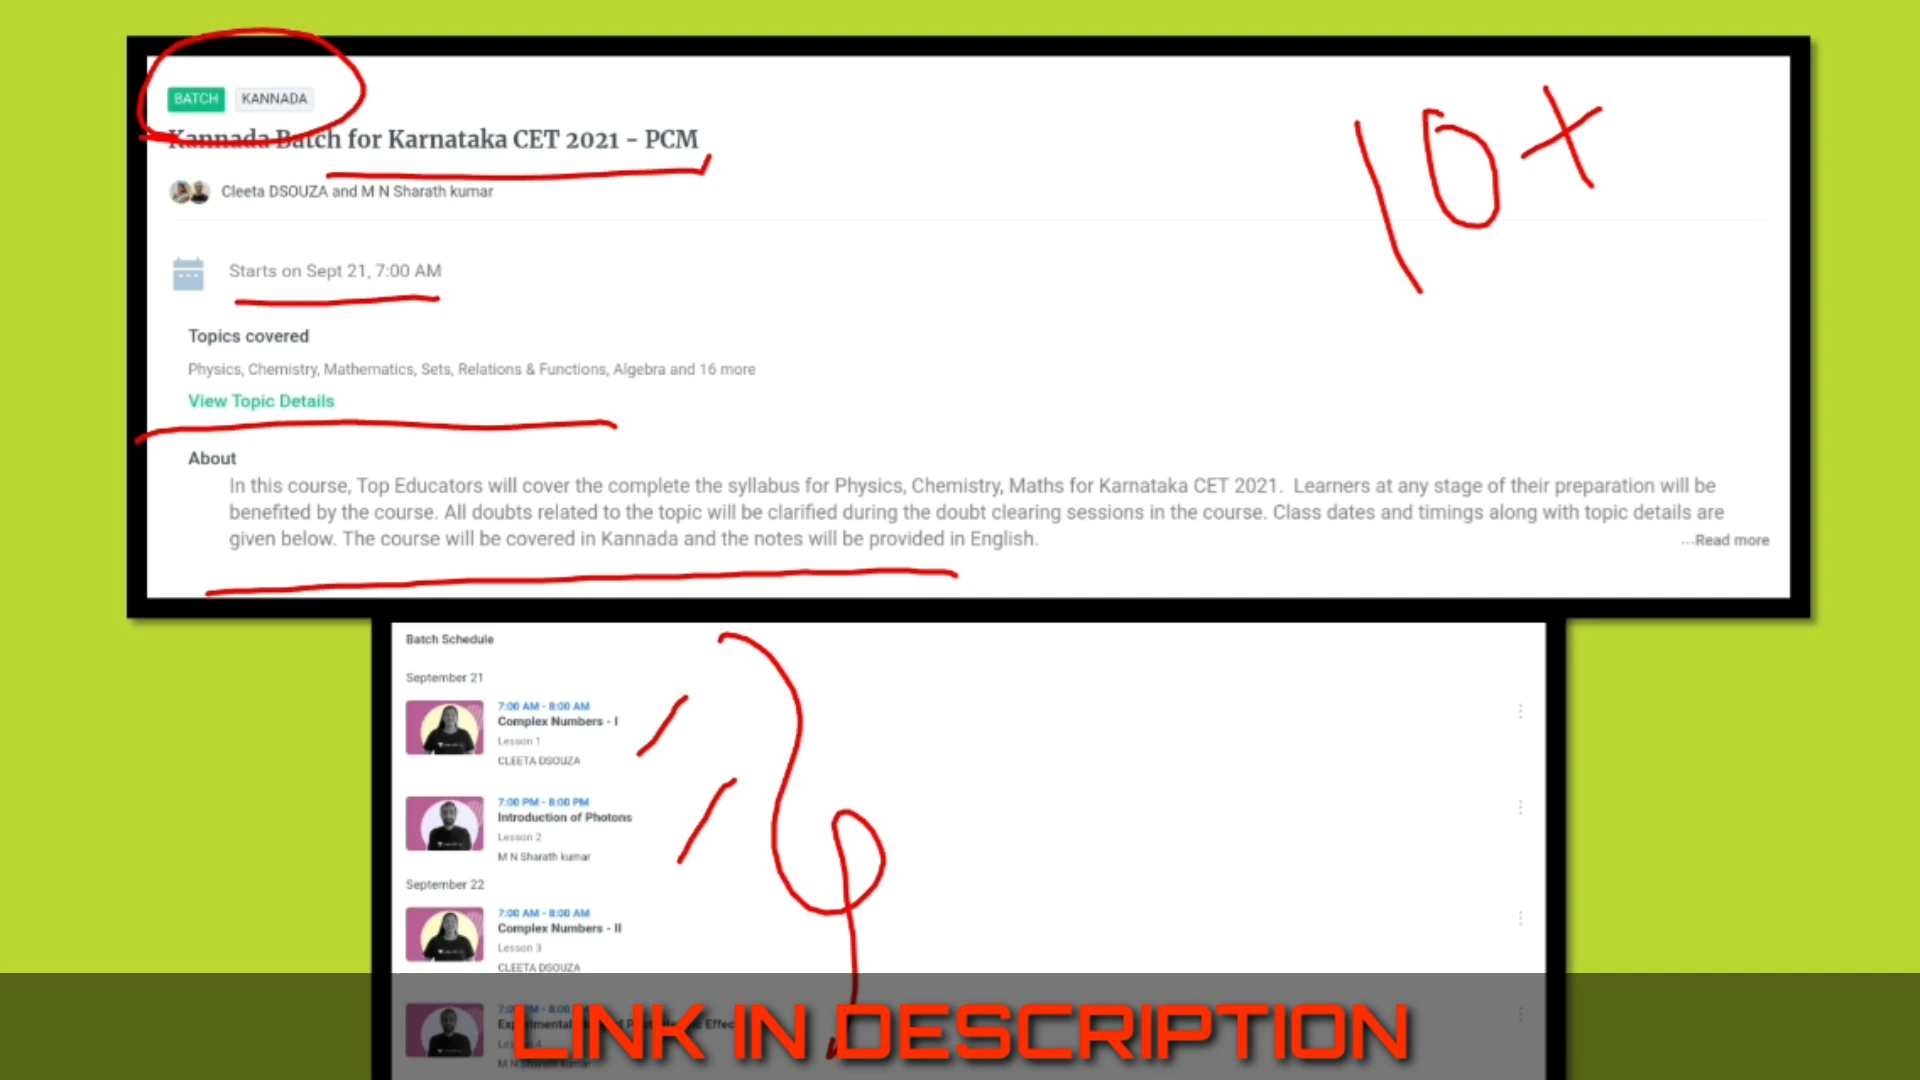 BATCH KANNADA
Kannada Batch for Karnataka CET 2021 - PCM
10+
Cleeta DSOUZA and M N Sharath kumar
Starts on Sept 21, 7:00 AM
Topics covered
Physics, Chemistry, Mathematics, Sets, Relations & Functions, Algebra and 16 more
View Topic Details
About
In this course, Top Educators will cover the complete the syllabus for Physics, Chemistry, Maths for Karnataka CET 2021. Learners at any stage of their preparation will be
benefited by the course. All doubts related to the topic will be clarified during the doubt clearing sessions in the course. Class dates and timings along with topic details are
given below. The course will be covered in Kannada and the notes will be provided in English.
...Read more
Batch Schedule
September 21
7:00 AM - 8:00 AM
Complex Numbers - I
Lesson 1
CLEETA DSOUZA
7:00 PM - 8:00 PM
Introduction of Photons
Lesson 2
M N Sharath kumar
September 22
7:00 AM - 8:00 AM
Complex Numbers - II
Lesson 3
CLEETA DSOUZA
LINK IN DESCRIPTION
M N Sharath kumar